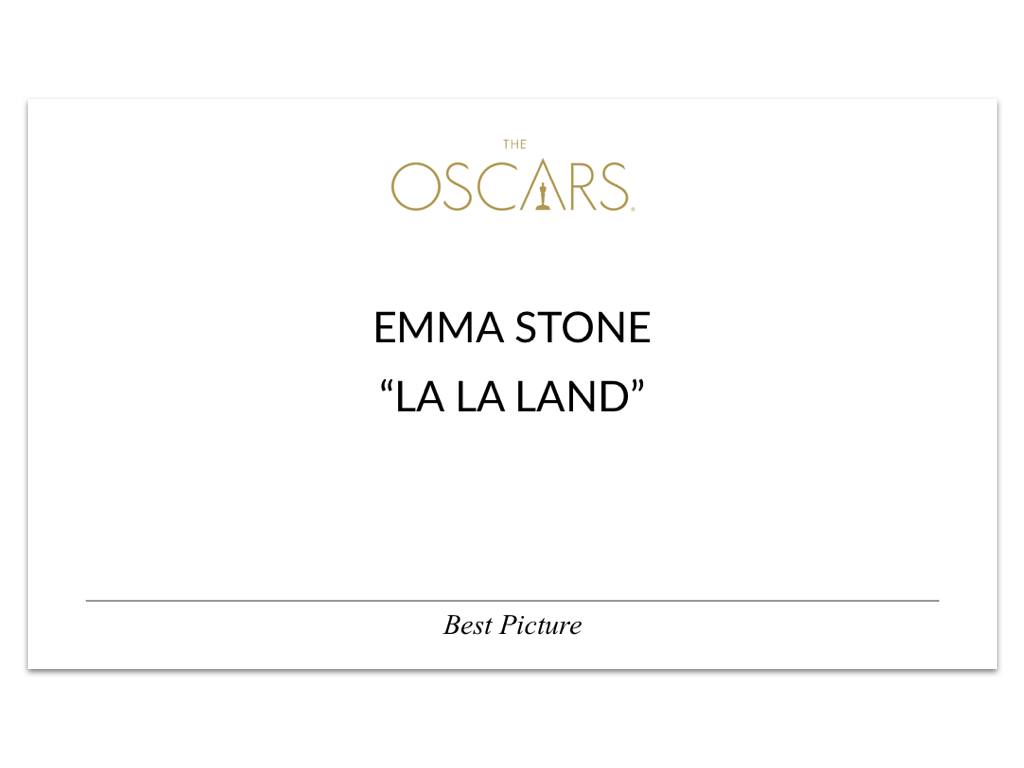 THE
OSCARS®
EMMA STONE
“LA LA LAND”
Best Picture